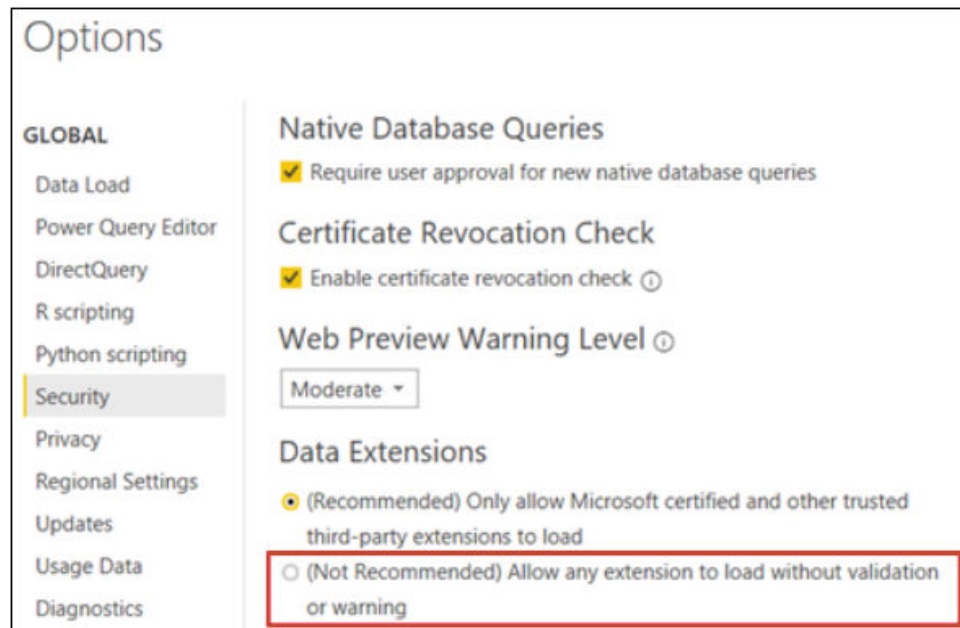 Options
GLOBAL
Data Load
Power Query Editor
DirectQuery
R scripting
Python scripting
Security
Privacy
Regional Settings
Updates
Usage Data
Diagnostics
Native Database Queries
Require user approval for new native database queries
Certificate Revocation Check
Enable certificate revocation check
Web Preview Warning Level
Moderate
Data Extensions
(Recommended) Only allow Microsoft certified and other trusted
third-party extensions to load
(Not Recommended) Allow any extension to load without validation
or warning